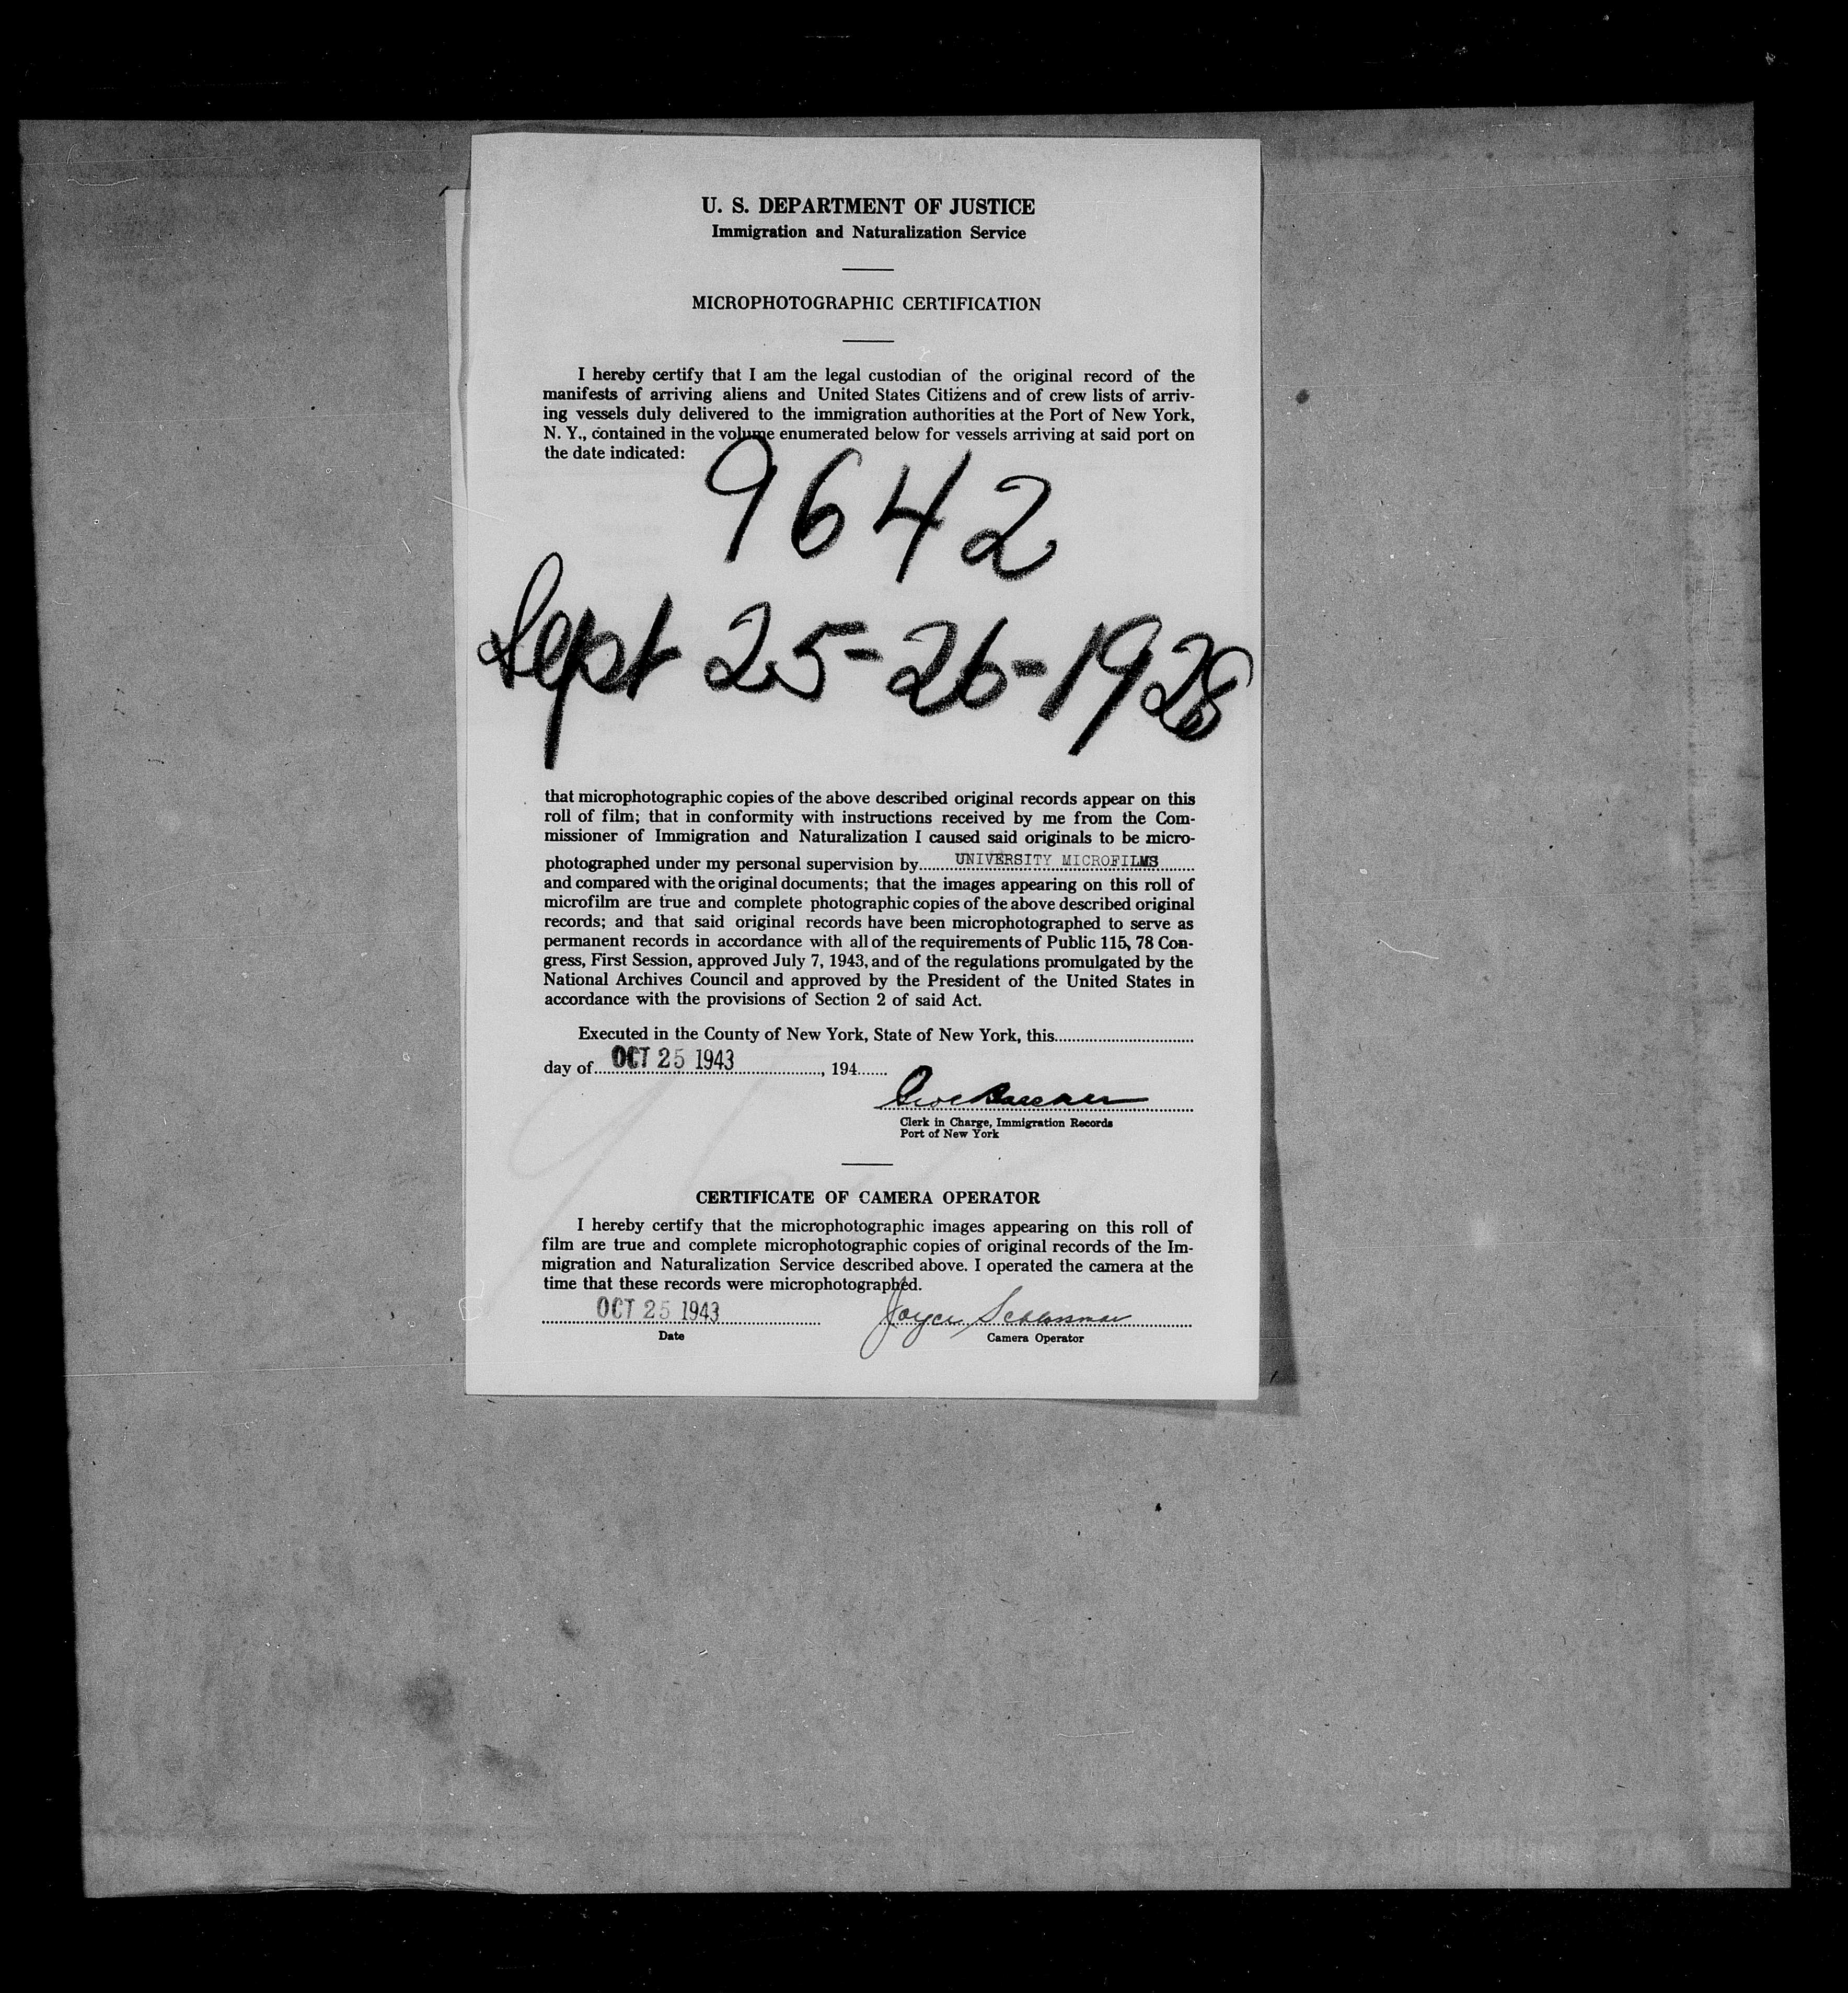 U. S. DEPARTMENT OF JUSTICE
Immigration and Naturalization Service
MICROPHOTOGRAPHIC CERTIFICATION
I hereby certify that I am the legal custodian of the original record of the
manifests of arriving aliens and United States Citizens and of crew lists of arriv-
ing vessels duly delivered to the immigration authorities at the Port of New York,
N. Y., contained in the volume enumerated below for vessels arriving at said port on
the date indicated:
9642
Sept 25-26-1928
that microphotographic copies of the above described original records appear on this
roll of film; that in conformity with instructions received by me from the Com-
missioner of Immigration and Naturalization I caused said originals to be micro-
photographed under my personal supervision by UNIVERSITY MICROFILMS
and compared with the original documents; that the images appearing on this roll of
microfilm are true and complete photographic copies of the above described original
records; and that said original records have been microphotographed to serve as
permanent records in accordance with all of the requirements of Public 115, 78 Con-
gress, First Session, approved July 7, 1943, and of the regulations promulgated by the
National Archives Council and approved by the President of the United States in
accordance with the provisions of Section 2 of said Act.
Executed in the County of New York, State of New York, this
day of OCT 25 1943, 194
Clerk in Charge, Immigration Records
Port of New York
CERTIFICATE OF CAMERA OPERATOR
I hereby certify that the microphotographic images appearing on this roll of
film are true and complete microphotographic copies of original records of the Im-
migration and Naturalization Service described above. I operated the camera at the
time that these records were microphotographed.
OCT 25 1943 Joyce Schlossman
Date Camera Operator